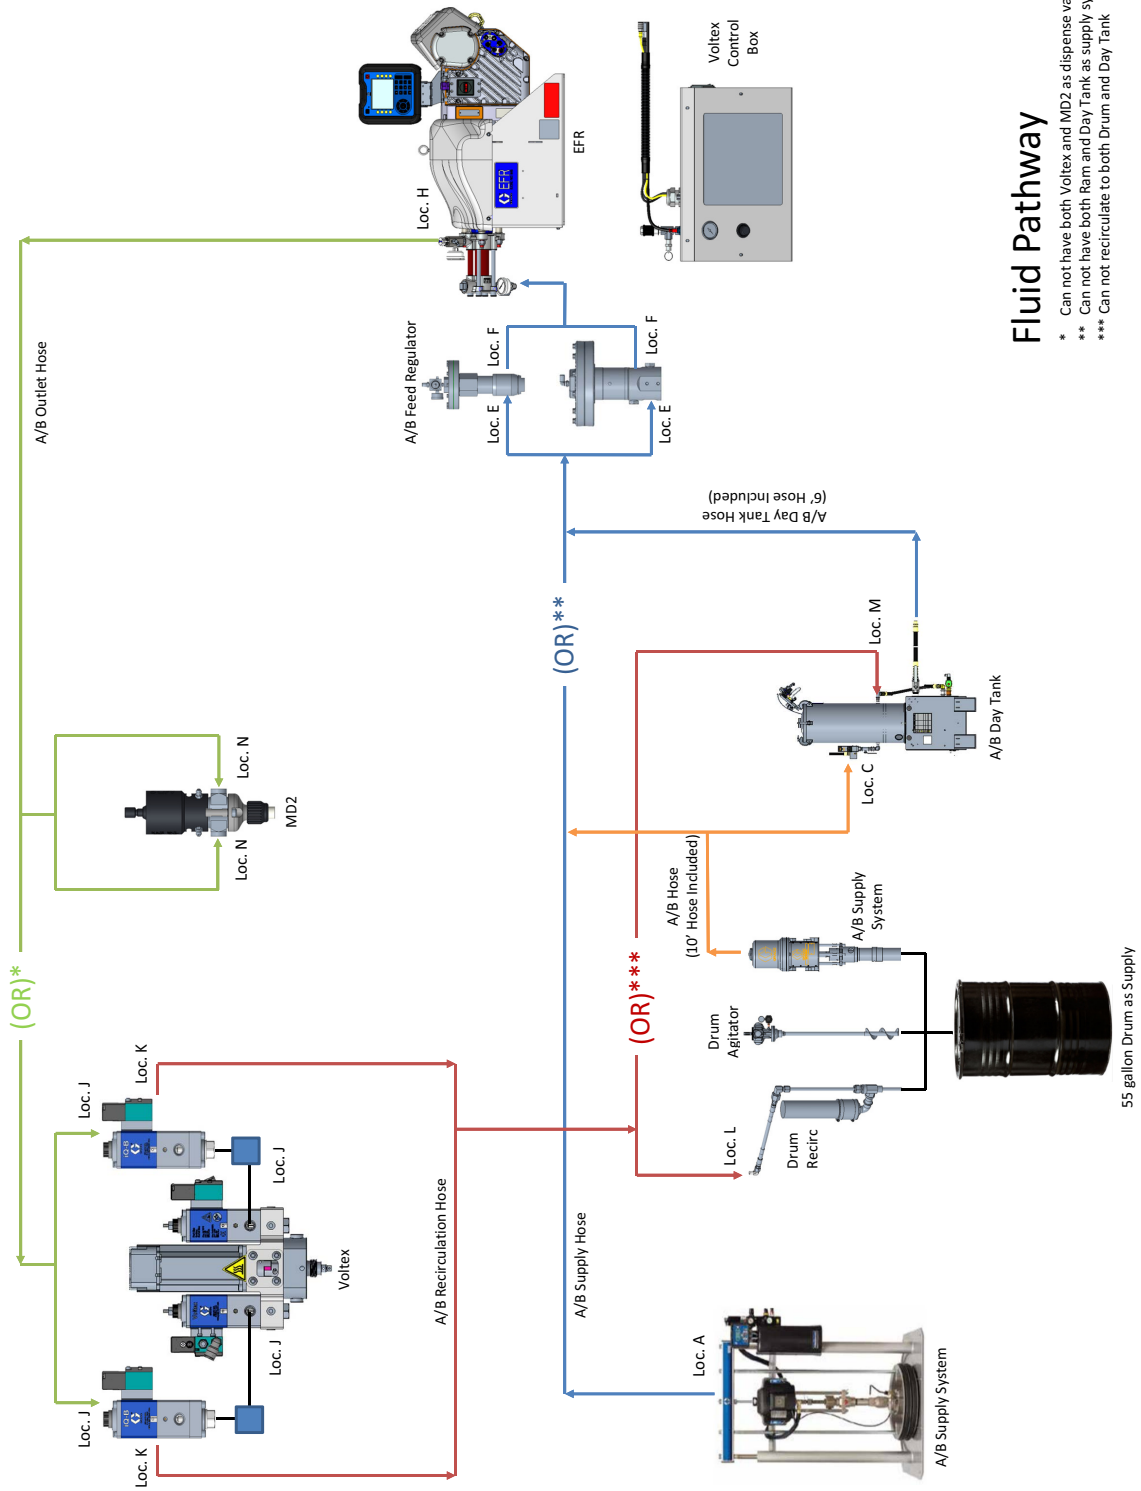 (OR)*
A/B Outlet Hose
Loc. J
Loc. K
Loc. J
Loc. K
Loc. J
Loc. J
Voltex
A/B Recirculation Hose
Loc. N
Loc. N
MD2
Loc. H
EFR
EFR
Voltex
Control
Box
A/B Feed Regulator
Loc. E
Loc. F
Loc. E
Loc. F
(OR)**
A/B Supply Hose
A/B Day Tank Hose
(6' Hose Included)
(OR)***
Loc. A
A/B Supply System
Loc. L
Drum
Recirc
Drum
Agitator
A/B Hose
(10' Hose Included)
A/B Supply
System
55 gallon Drum as Supply
Loc. C
Loc. M
A/B Day Tank
Fluid Pathway
* Can not have both Voltex and MD2 as dispense va
** Can not have both Ram and Day Tank as supply sy
*** Can not recirculate to both Drum and Day Tank